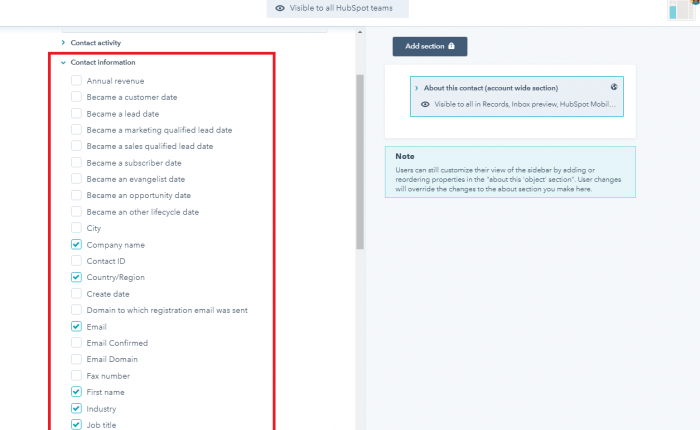 Visible to all HubSpot teams
Contact activity
Contact information
Annual revenue
Became a customer date
Became a lead date
Became a marketing qualified lead date
Became a sales qualified lead date
Became a subscriber date
Became an evangelist date
Became an opportunity date
Became an other lifecycle date
City
Company name
Contact ID
Country/Region
Create date
Domain to which registration email was sent
Email
Email Confirmed
Email Domain
Fax number
First name
Industry
Job title
Add section
About this contact (account wide section)
Visible to all in Records, Inbox preview, HubSpot Mobil...
Note
Users can still customize their view of the sidebar by adding or
reordering properties in the "about this 'object' section". User changes
will override the changes to the about section you make here.